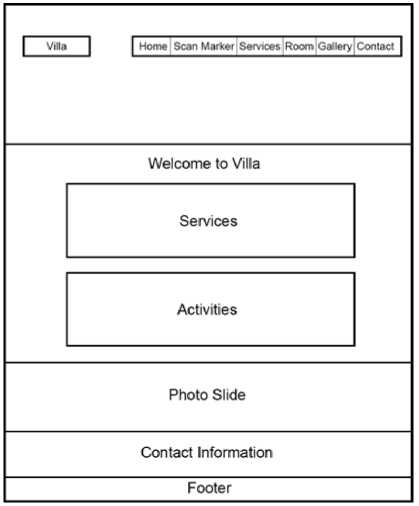 Villa
Home Scan Marker Services Room Gallery Contact
Welcome to Villa
Services
Activities
Photo Slide
Contact Information
Footer